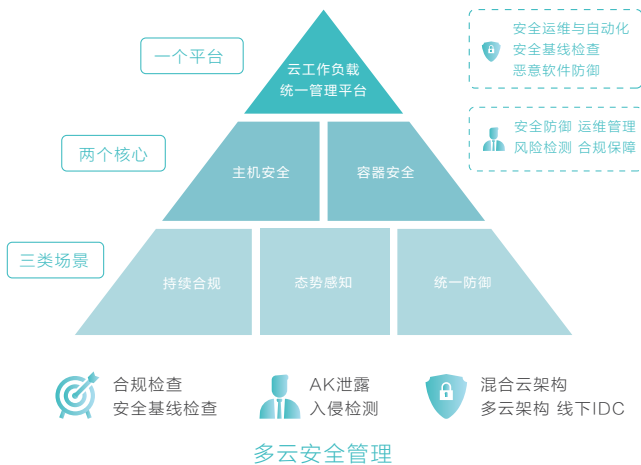 一个平台
云工作负载
统一管理平台
安全运维与自动化
安全基线检查
恶意软件防御
两个核心
主机安全
容器安全
安全防御 运维管理
风险检测 合规保障
三类场景
持续合规
态势感知
统一防御
合规检查
安全基线检查
AK泄露
入侵检测
混合云架构
多云架构 线下IDC
多云安全管理